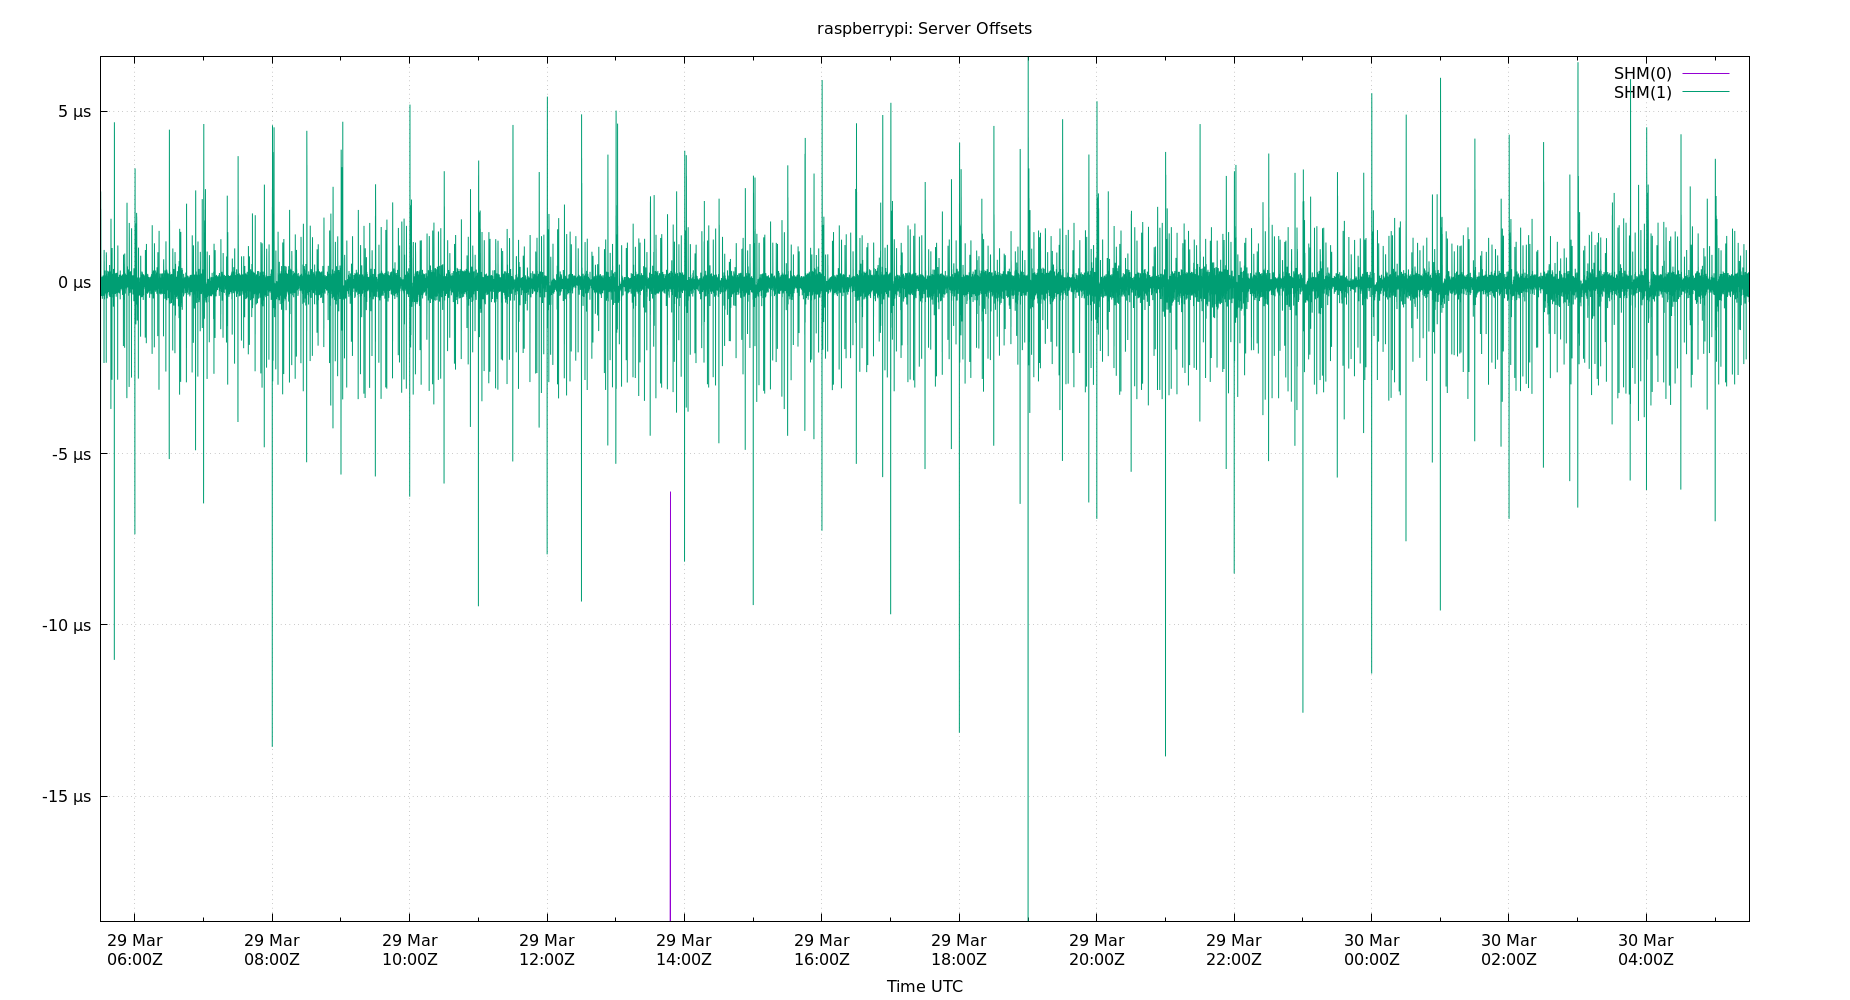 raspberrypi: Server Offsets
SHM(0)
SHM(1)
5 µs
0 µs
-5 µs
-10 µs
-15 µs
29 Mar 29 Mar 29 Mar 29 Mar 29 Mar 29 Mar 29 Mar 29 Mar 29 Mar 30 Mar 30 Mar 30 Mar
06:00Z 08:00Z 10:00Z 12:00Z 14:00Z 16:00Z 18:00Z 20:00Z 22:00Z 00:00Z 02:00Z 04:00Z
Time UTC